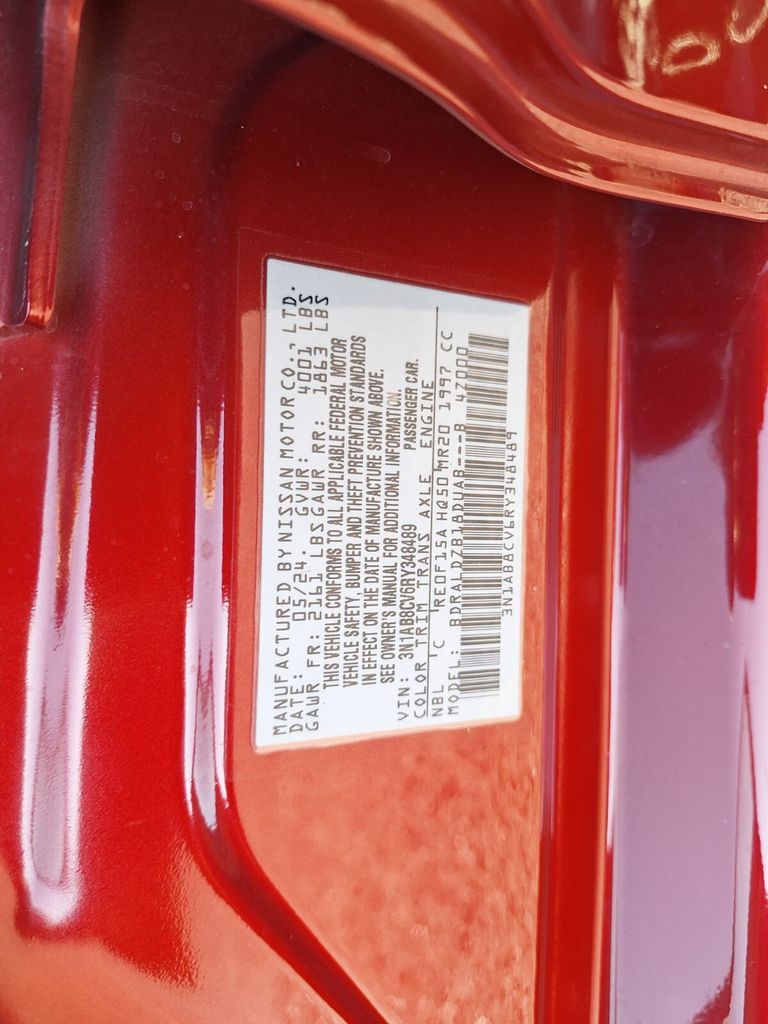 MANUFACTURED BY NISSAN MOTOR CO., LTD.
DATE: 05/24. GVWR: 4001 LBS
GAWR FR: 2161 LBS GAWR RR: 1863 LBS
THIS VEHICLE CONFORMS TO ALL APPLICABLE FEDERAL MOTOR
VEHICLE SAFETY, BUMPER AND THEFT PREVENTION STANDARDS
IN EFFECT ON THE DATE OF MANUFACTURE SHOWN ABOVE.
SEE OWNER'S MANUAL FOR ADDITIONAL INFORMATION.
VIN: 3N1AB8CV6RY348489 PASSENGER CAR.
COLOR TRIM TRANS AXLE ENGINE
NBL 'C RE0F15A HQ50 MR20 1997 CC
MODEL: BDRALDZB18DUAB----B 4Z000
3N1AB8CV6RY348489